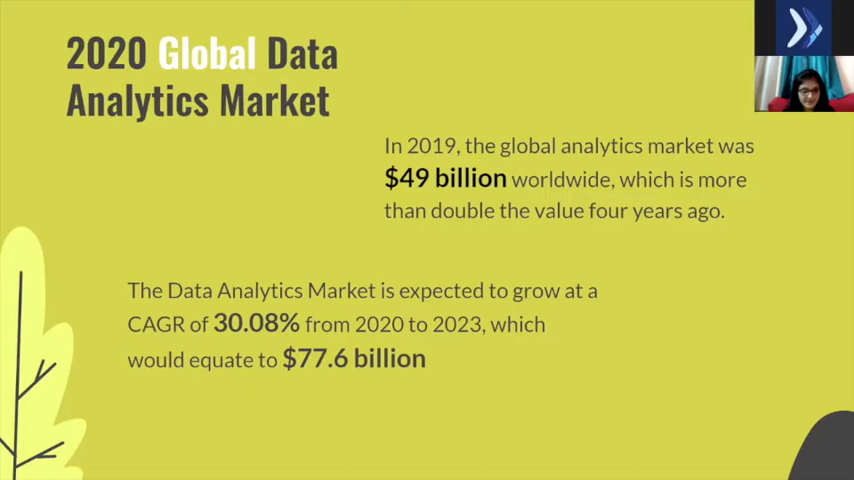 2020 Global Data
Analytics Market
In 2019, the global analytics market was
$49 billion worldwide, which is more
than double the value four years ago.
The Data Analytics Market is expected to grow at a
CAGR of 30.08% from 2020 to 2023, which
would equate to $77.6 billion